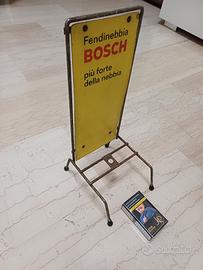 Fendinebbia
BOSCH
più forte
della nebbia